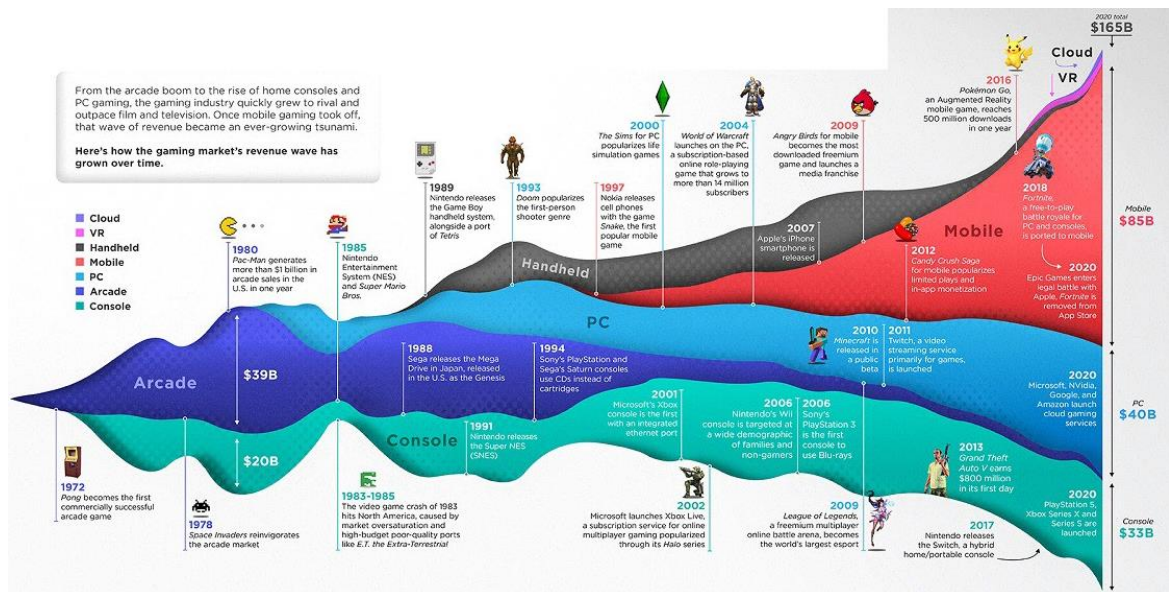 From the arcade boom to the rise of home consoles and
PC gaming, the gaming industry quickly grew to rival and
outpace film and television. Once mobile gaming took off,
that wave of revenue became an ever-growing tsunami.
Here's how the gaming market's revenue wave has
grown over time.
Cloud
VR
Handheld
Mobile
PC
Arcade
Console
1972
Pong becomes the first
commercially successful
arcade game
1978
Space Invaders reinvigorates
the arcade market
1980
Pac-Man generates
more than $1 billion in
arcade sales in the
U.S. in one year
Arcade
$39B
$20B
1985
Nintendo
Entertainment
System (NES)
and Super Mario
Bros.
1983-1985
The video game crash of 1983
hits North America, caused by
market oversaturation and
high-budget poor-quality ports
like E.T. the Extra-Terrestrial
1988
Sega releases the Mega
Drive in Japan, released
in the U.S. as the Genesis
Console
1989
Nintendo releases
the Game Boy
handheld system,
alongside a port
of Tetris
1991
Nintendo releases
the Super NES
(SNES)
1993
Doom popularizes
the first-person
shooter genre
Handheld
1994
Sony's PlayStation and
Sega's Saturn consoles
use CDs instead of
cartridges
1997
Nokia releases
cell phones
with the game
Snake, the first
popular mobile
game
PC
2000
The Sims for PC
popularizes life
simulation games
2001
Microsoft's Xbox
console is the first
with an integrated
ethernet port
2002
Microsoft launches Xbox Live,
a subscription service for online
multiplayer gaming popularized
through its Halo series
2004
World of Warcraft
launches on the PC,
a subscription-based
online role-playing
game that grows to
more than 14 million
subscribers
2006
Nintendo's Wii
console is targeted at
a wide demographic
of families and
non-gamers
2006
Sony's
PlayStation 3
is the first
console to
use Blu-rays
2007
Apple's iPhone
smartphone is
released
2009
Angry Birds for mobile
becomes the most
downloaded freemium
game and launches a
media franchise
2009
League of Legends,
a freemium multiplayer
online battle arena, becomes
the world's largest esport
2010
Minecraft is
released in
a public
beta
2011
Twitch, a video
streaming service
primarily for games,
is launched
2012
Candy Crush Saga
for mobile popularizes
limited plays and
in-app monetization
Mobile
2013
Grand Theft
Auto V earns
$800 million
in its first day
2016
Pokémon Go,
an Augmented Reality
mobile game, reaches
500 million downloads
in one year
2017
Nintendo releases
the Switch, a hybrid
home/portable console
2018
Fortnite,
a free-to-play
battle royale for
PC and consoles,
is ported to mobile
2020
Epic Games enters
legal battle with
Apple, Fortnite is
removed from
App Store
2020
Microsoft, NVidia,
Google, and
Amazon launch
cloud gaming
services
2020
PlayStation 5,
Xbox Series X and
Series S are
launched
Cloud
VR
2020 total
$165B
Mobile
$85B
PC
$40B
Console
$33B